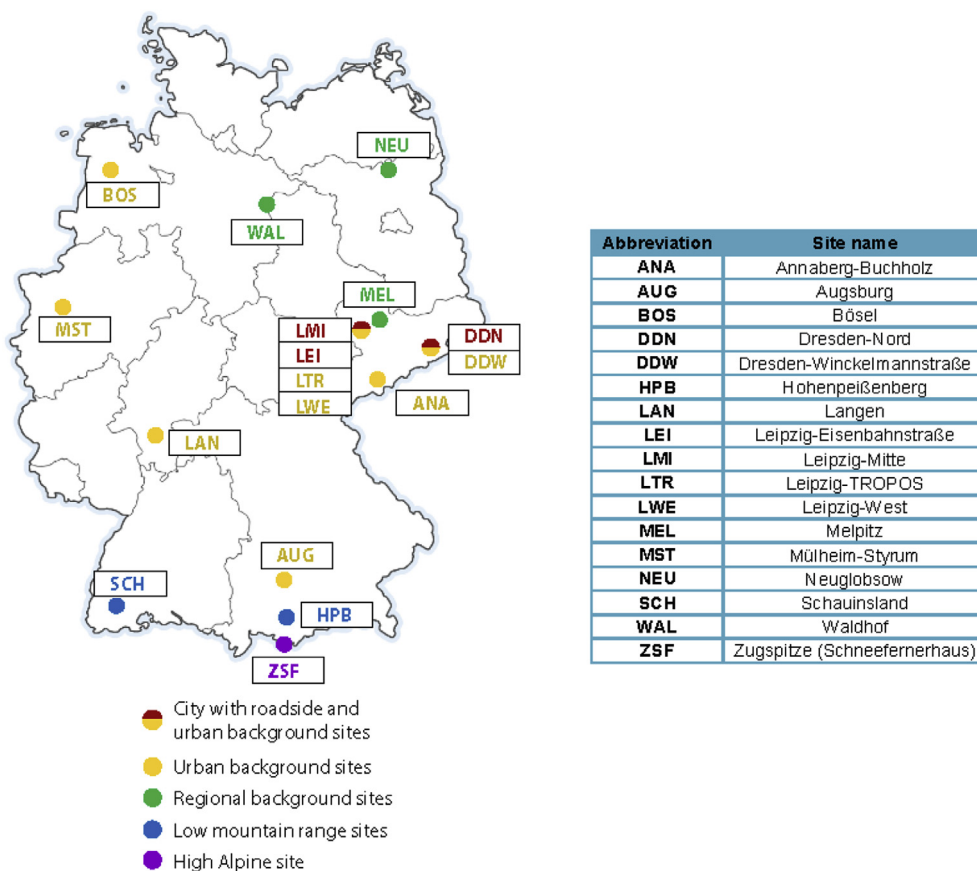 NEU
BOS
WAL
MEL
MST
LMI
LEI
LTR
LWE
DDN
DDW
ANA
LAN
AUG
SCH
HPB
ZSF
City with roadside and
urban background sites
Urban background sites
Regional background sites
Low mountain range sites
High Alpine site
Abbreviation Site name
ANA Annaberg-Buchholz
AUG Augsburg
BOS Bösel
DDN Dresden-Nord
DDW Dresden-Winckelmannstraße
HPB Hohenpeißenberg
LAN Langen
LEI Leipzig-Eisenbahnstraße
LMI Leipzig-Mitte
LTR Leipzig-TROPOS
LWE Leipzig-West
MEL Melpitz
MST Mülheim-Styrum
NEU Neuglobsow
SCH Schauinsland
WAL Waldhof
ZSF Zugspitze (Schneefernerhaus)